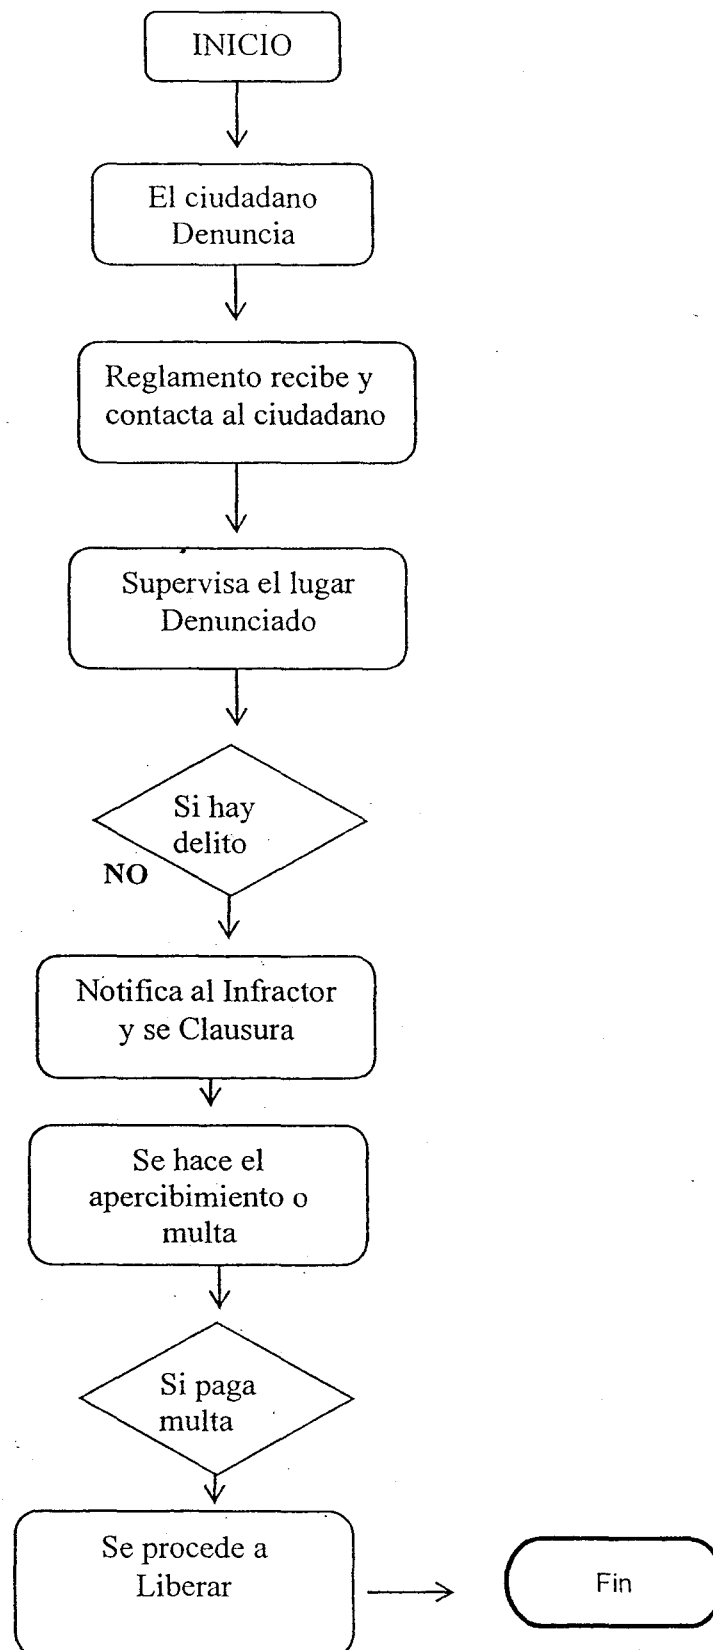 INICIO
El ciudadano
Denuncia
Reglamento recibe y
contacta al ciudadano
Supervisa el lugar
Denunciado
Si hay
delito
NO
Notifica al Infractor
y se Clausura
Se hace el
apercibimiento o
multa
Si paga
multa
Se procede a
Liberar
Fin